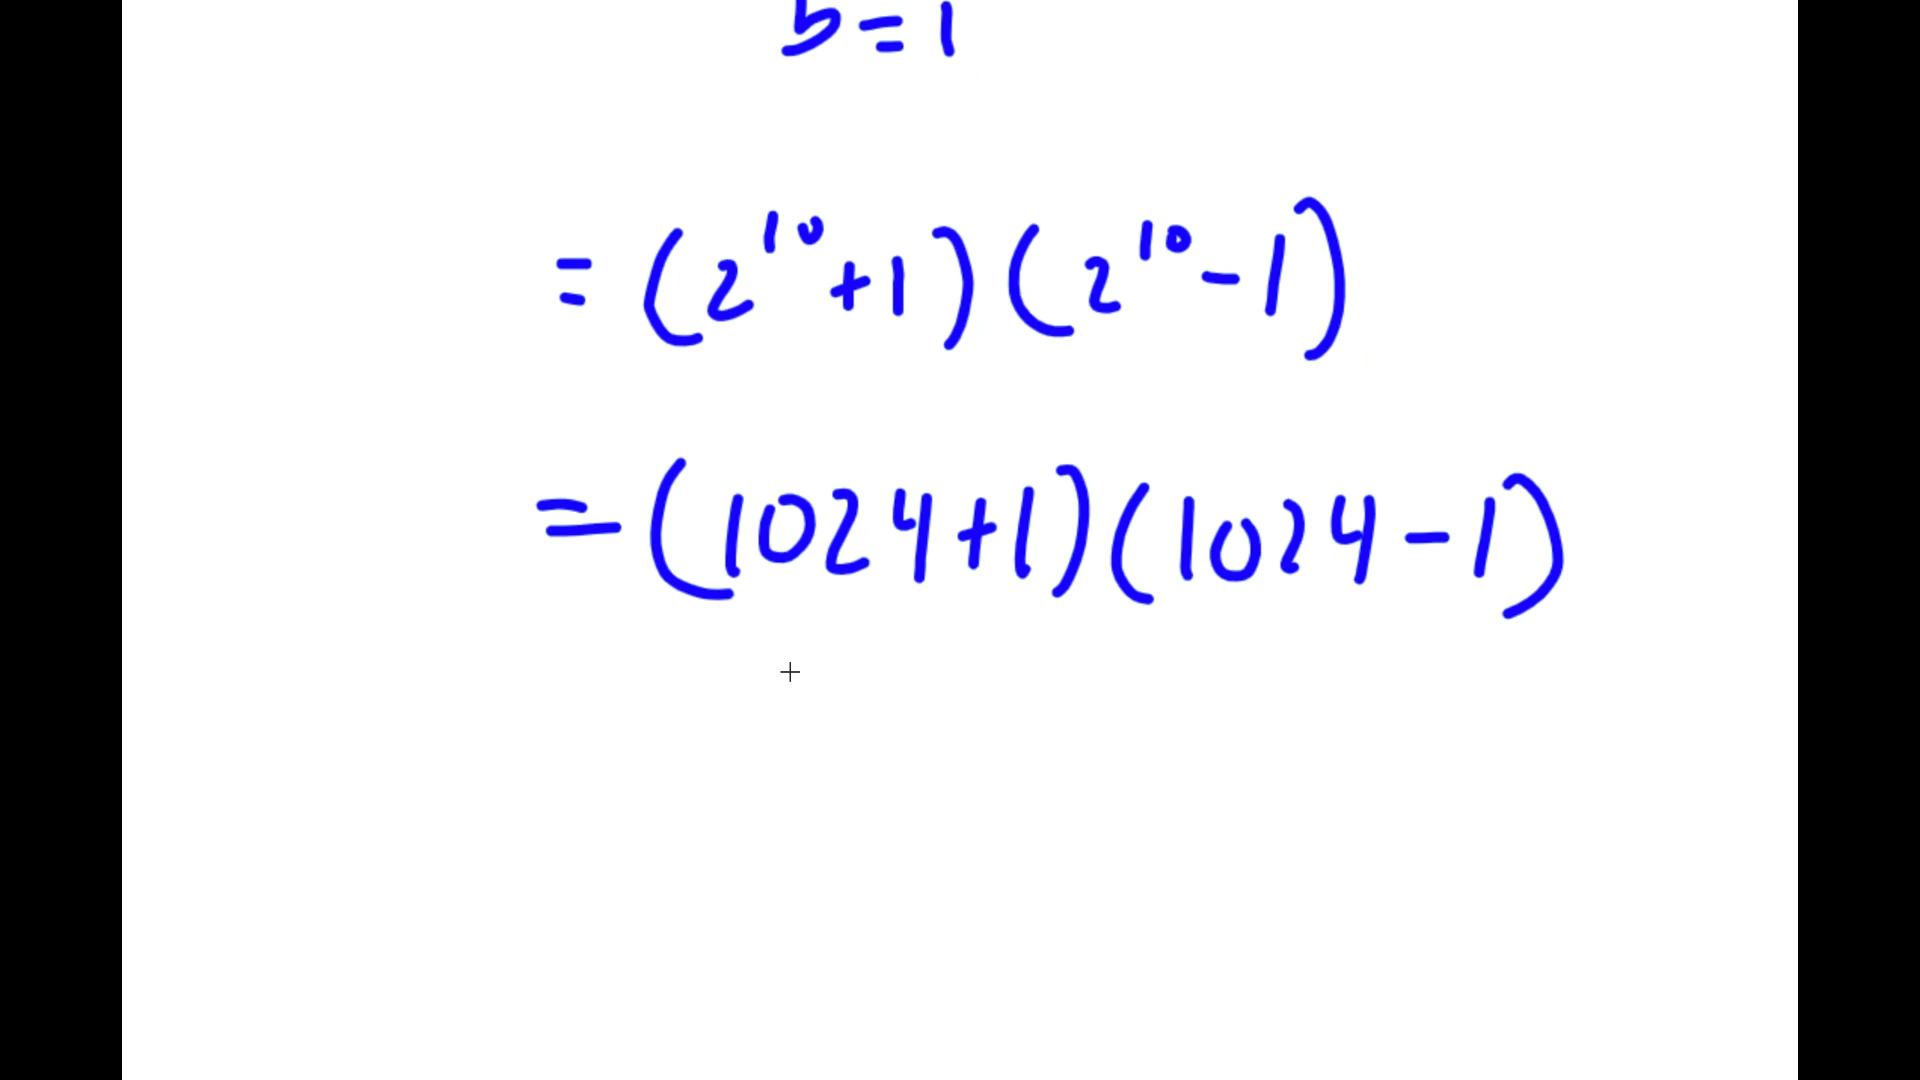 b = 1
= (2¹⁰ + 1) (2¹⁰ - 1)
= (1024 + 1) (1024 - 1)